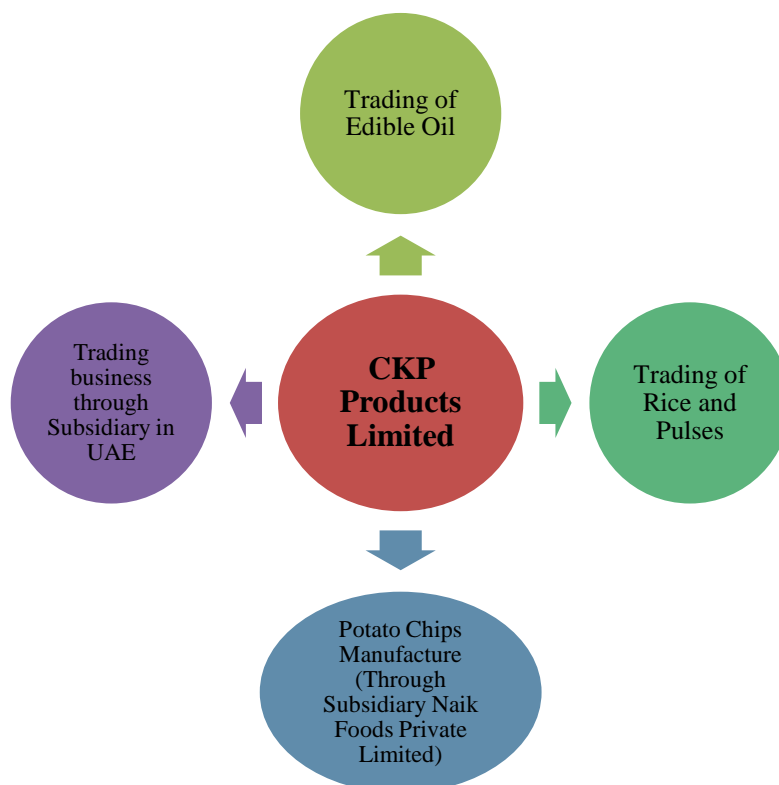 Trading of
Edible Oil
Trading
business
through
Subsidiary in
UAE
CKP
Products
Limited
Trading of
Rice and
Pulses
Potato Chips
Manufacture
(Through
Subsidiary Naik
Foods Private
Limited)